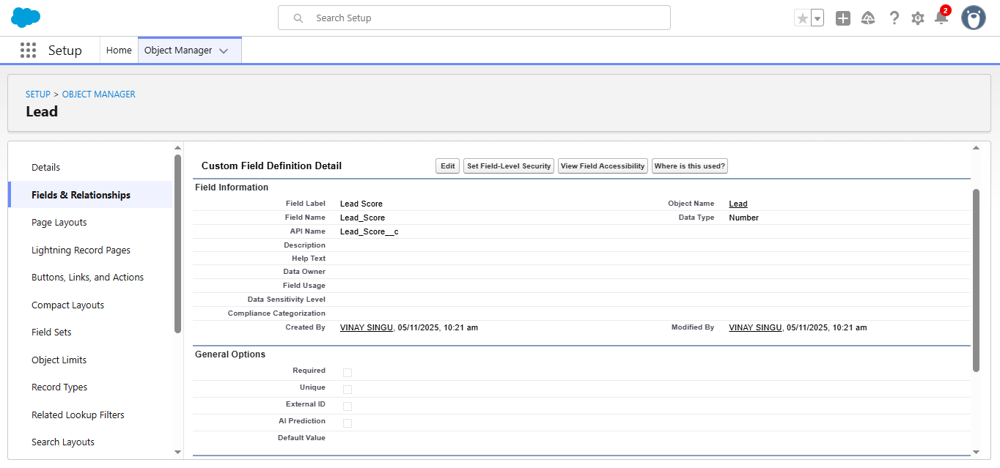 Search Setup
2
Setup
Home
Object Manager
SETUP > OBJECT MANAGER
Lead
Details
Fields & Relationships
Page Layouts
Lightning Record Pages
Buttons, Links, and Actions
Compact Layouts
Field Sets
Object Limits
Record Types
Related Lookup Filters
Search Layouts
Custom Field Definition Detail
Edit
Set Field-Level Security
View Field Accessibility
Where is this used?
Field Information
Field Label Lead Score Object Name Lead
Field Name Lead_Score Data Type Number
API Name Lead_Score__c
Description
Help Text
Data Owner
Field Usage
Data Sensitivity Level
Compliance Categorization
Created By VINAY SINGU, 05/11/2025, 10:21 am Modified By VINAY SINGU, 05/11/2025, 10:21 am
General Options
Required
Unique
External ID
AI Prediction
Default Value